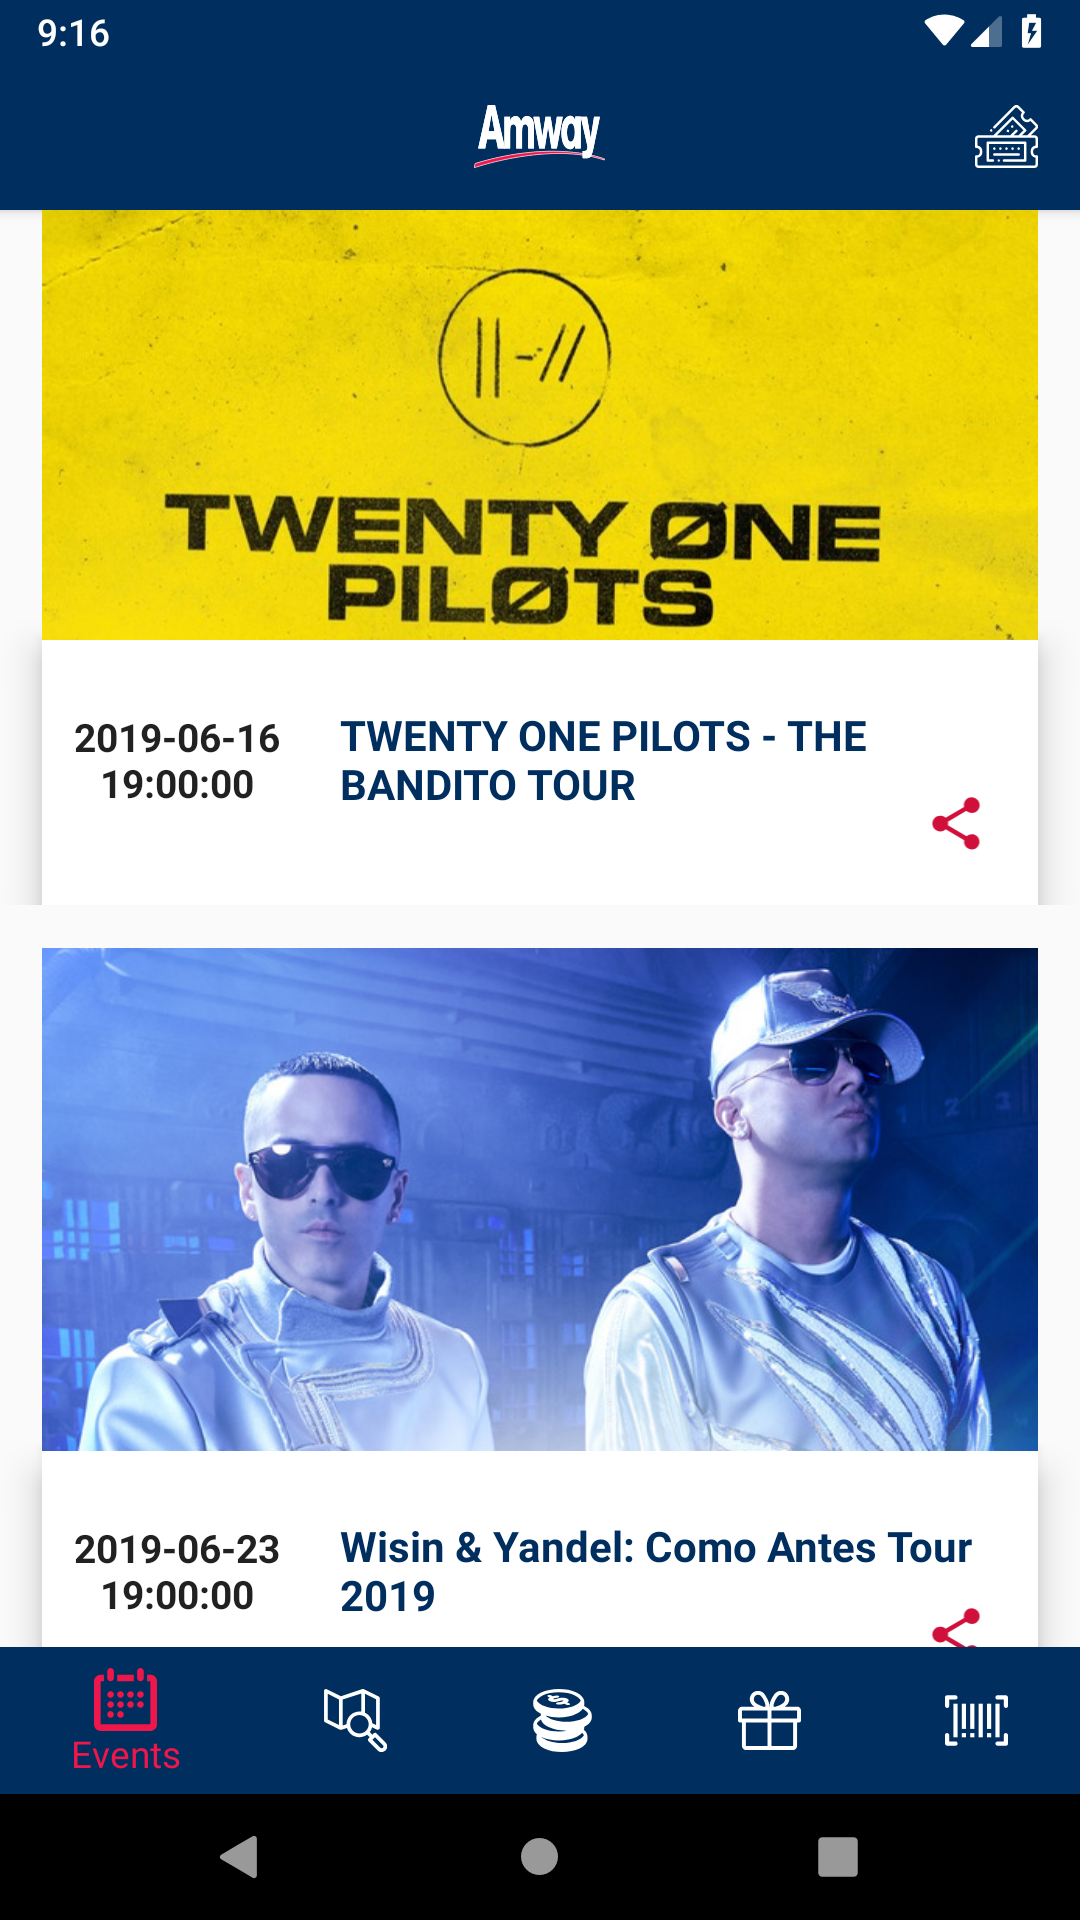 9:16
Amway
TWENTY ØNE
PILØTS
2019-06-16
19:00:00
TWENTY ONE PILOTS - THE
BANDITO TOUR
2019-06-23
19:00:00
Wisin & Yandel: Como Antes Tour
2019
Events